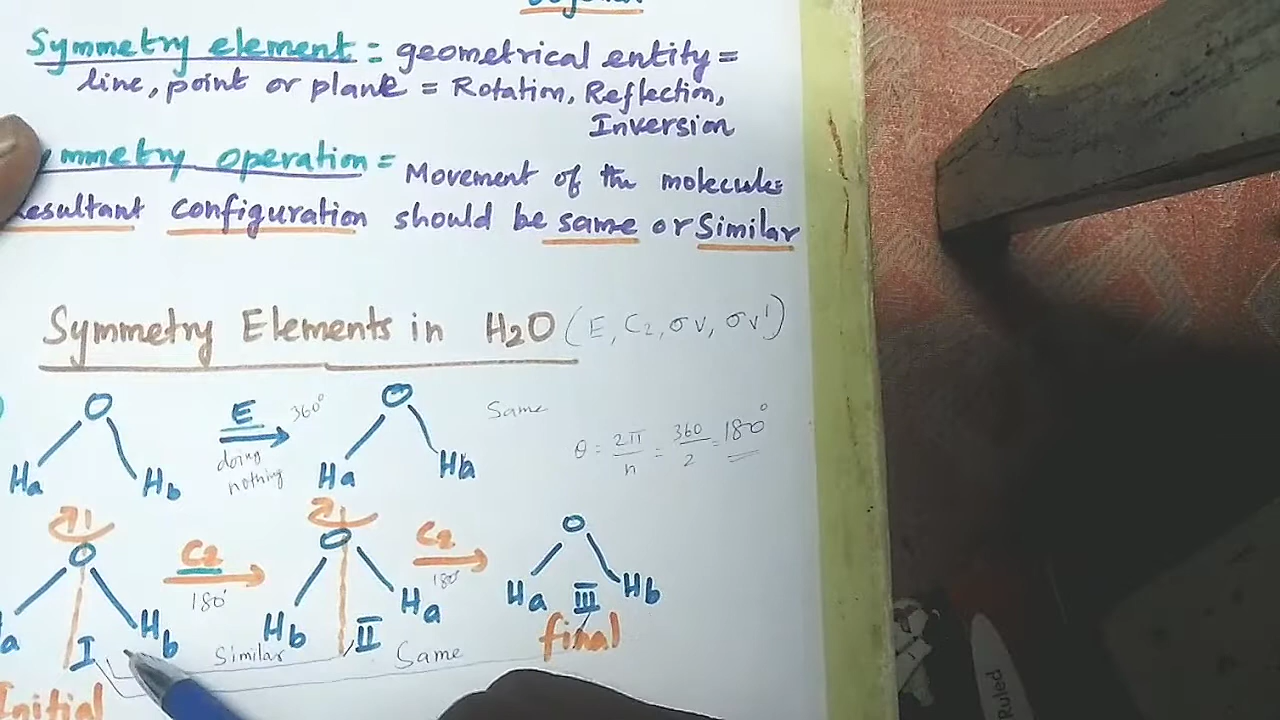 Symmetry element = geometrical entity =
line, point or plane = Rotation, Reflection,
Inversion
mmetry operation = Movement of the molecules
esultant configuration should be same or Similar
Symmetry Elements in H2O (E, C2, σv, σv')
O E 360° O Same
doing
nothing
Ha Hb Ha Hb
θ = 2π/n = 360/2 = 180°
O C2 O C2 O
180° 180°
a Hb Hb Ha Ha Hb
I Similar II Same III
Initial final
Ruled